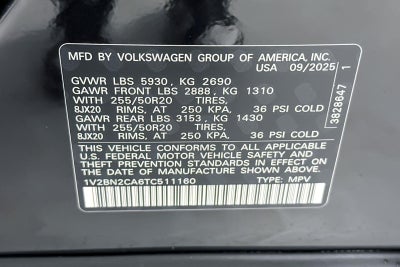 MFD BY VOLKSWAGEN GROUP OF AMERICA, INC.
USA 09/2025
GVWR LBS 5930, KG 2690
GAWR FRONT LBS 2888, KG 1310
WITH 255/50R20 TIRES,
8JX20 RIMS, AT 250 KPA, 36 PSI COLD
GAWR REAR LBS 3153, KG 1430
WITH 255/50R20 TIRES,
8JX20 RIMS, AT 250 KPA, 36 PSI COLD
THIS VEHICLE CONFORMS TO ALL APPLICABLE
U.S. FEDERAL MOTOR VEHICLE SAFETY AND
THEFT PREVENTION STANDARDS IN EFFECT ON THE
DATE OF MANUFACTURE SHOWN ABOVE.
1V2BN2CA6TC511160 TYPE: MPV
3828647 1